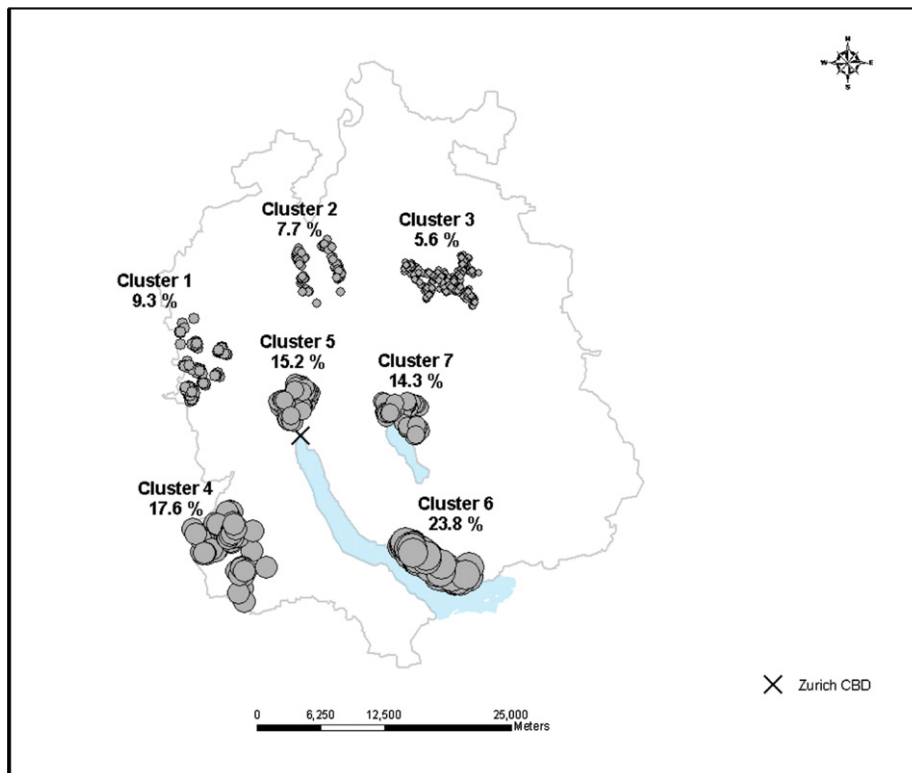 N
W E
S
Cluster 2
7.7 %
Cluster 3
5.6 %
Cluster 1
9.3 %
Cluster 5
15.2 %
Cluster 7
14.3 %
Cluster 4
17.6 %
Cluster 6
23.8 %
Zurich CBD
0 6,250 12,500 25,000
Meters